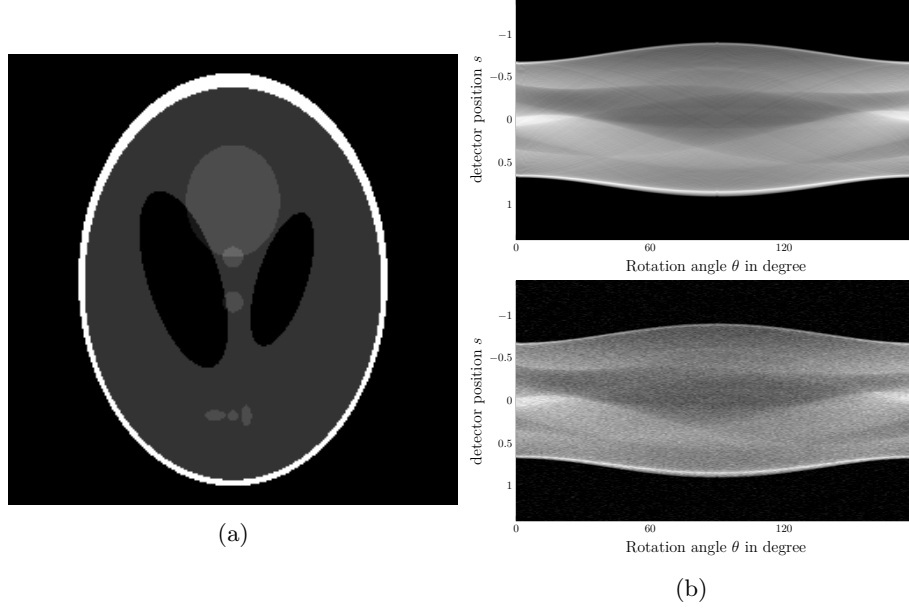 −1
−0.5
0
0.5
1
detector position s
0
60
120
Rotation angle θ in degree
−1
−0.5
0
0.5
1
detector position s
0
60
120
Rotation angle θ in degree
(a)
(b)